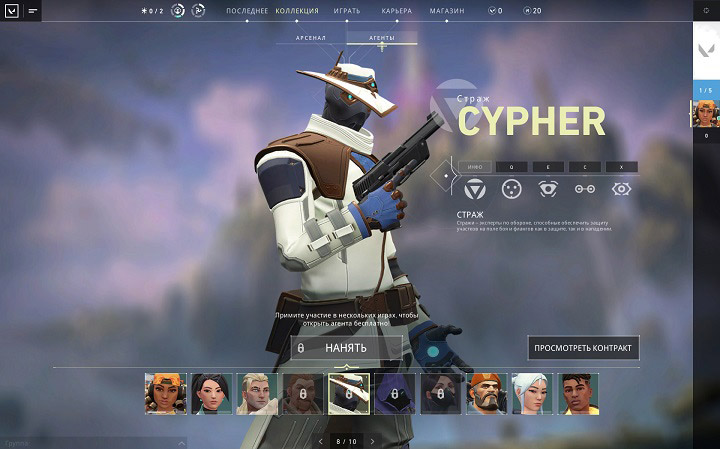 0 / 2
ПОСЛЕДНЕЕ
КОЛЛЕКЦИЯ
ИГРАТЬ
КАРЬЕРА
МАГАЗИН
0
20
АРСЕНАЛ
АГЕНТЫ
1 / 5
0
Страж
CYPHER
ИНФО
Q
E
C
X
СТРАЖ
Стражи – эксперты по обороне, способные обеспечить защиту
участков на поле боя и флангов как в защите, так и в нападении.
Примите участие в нескольких играх, чтобы
открыть агента бесплатно!
НАНЯТЬ
ПРОСМОТРЕТЬ КОНТРАКТ
Группа
8 / 10